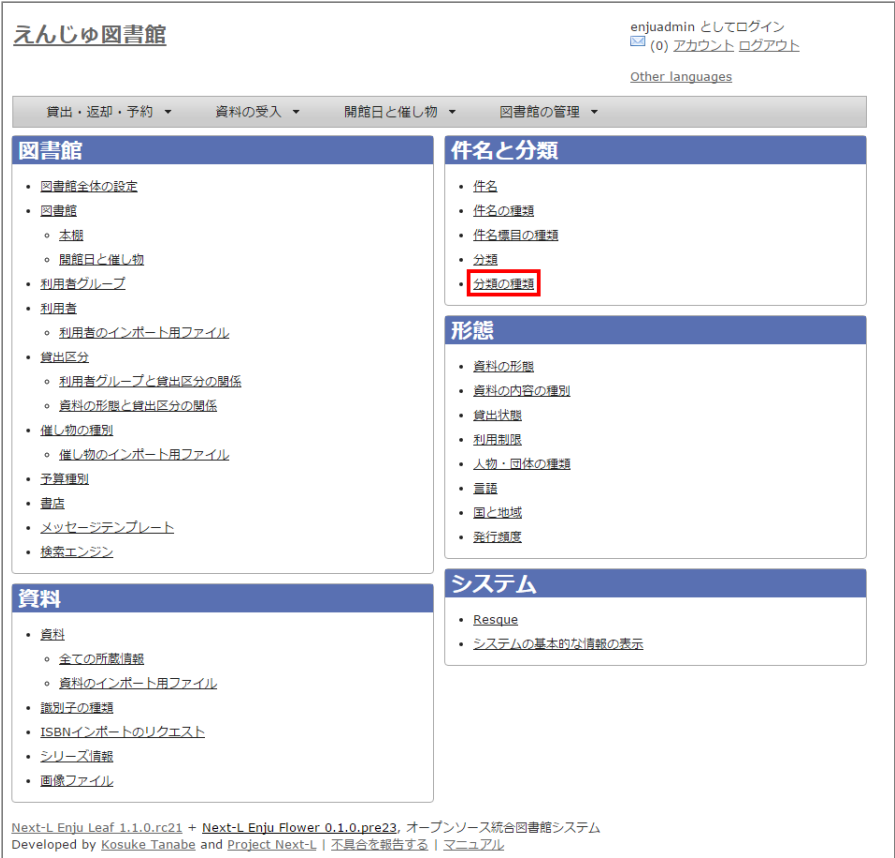 えんじゅ図書館
enjuadmin としてログイン
(0) アカウント ログアウト
Other languages
貸出・返却・予約 ▼ 資料の受入 ▼ 開館日と催し物 ▼ 図書館の管理 ▼
図書館
図書館全体の設定
図書館
本棚
開館日と催し物
利用者グループ
利用者
利用者のインポート用ファイル
貸出区分
利用者グループと貸出区分の関係
資料の形態と貸出区分の関係
催し物の種別
催し物のインポート用ファイル
予算種別
書店
メッセージテンプレート
検索エンジン
資料
資料
全ての所蔵情報
資料のインポート用ファイル
識別子の種類
ISBNインポートのリクエスト
シリーズ情報
画像ファイル
件名と分類
件名
件名の種類
件名標目の種類
分類
分類の種類
形態
資料の形態
資料の内容の種別
貸出状態
利用制限
人物・団体の種類
言語
国と地域
発行頻度
システム
Resque
システムの基本的な情報の表示
Next-L Enju Leaf 1.1.0.rc21 + Next-L Enju Flower 0.1.0.pre23, オープンソース統合図書館システム
Developed by Kosuke Tanabe and Project Next-L | 不具合を報告する | マニュアル